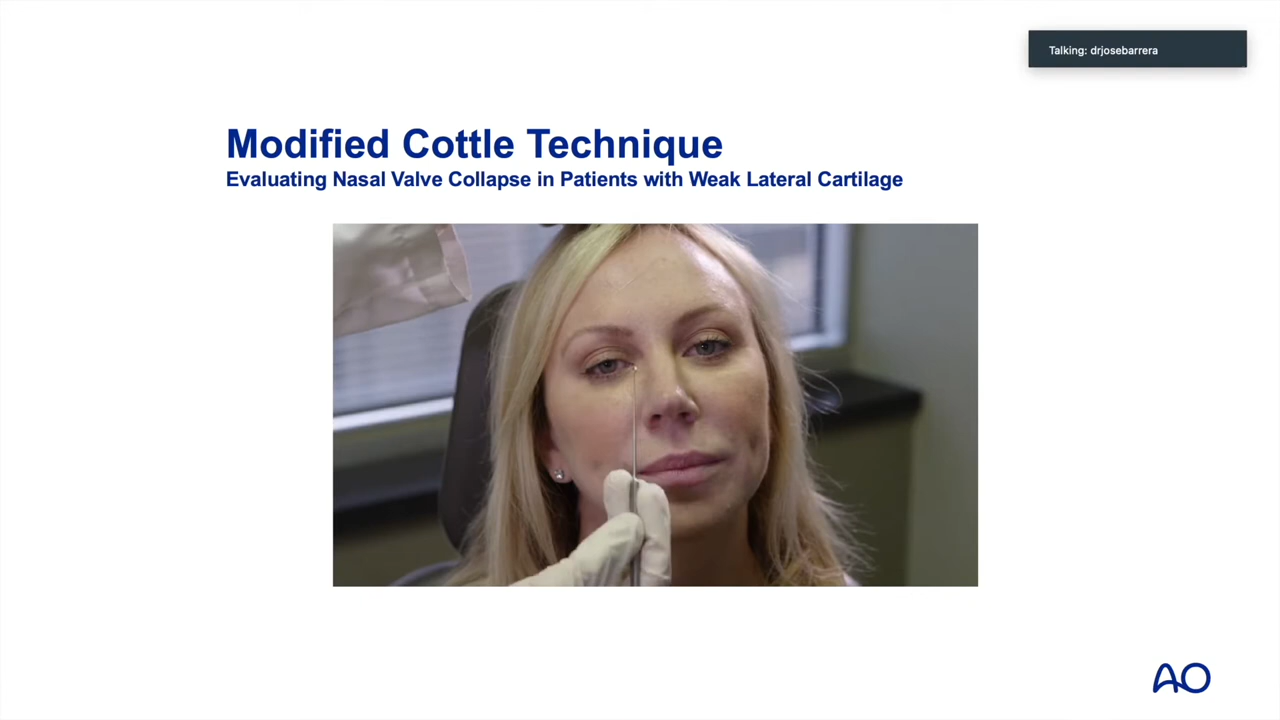 Talking: drjosebarrera
Modified Cottle Technique
Evaluating Nasal Valve Collapse in Patients with Weak Lateral Cartilage
AO